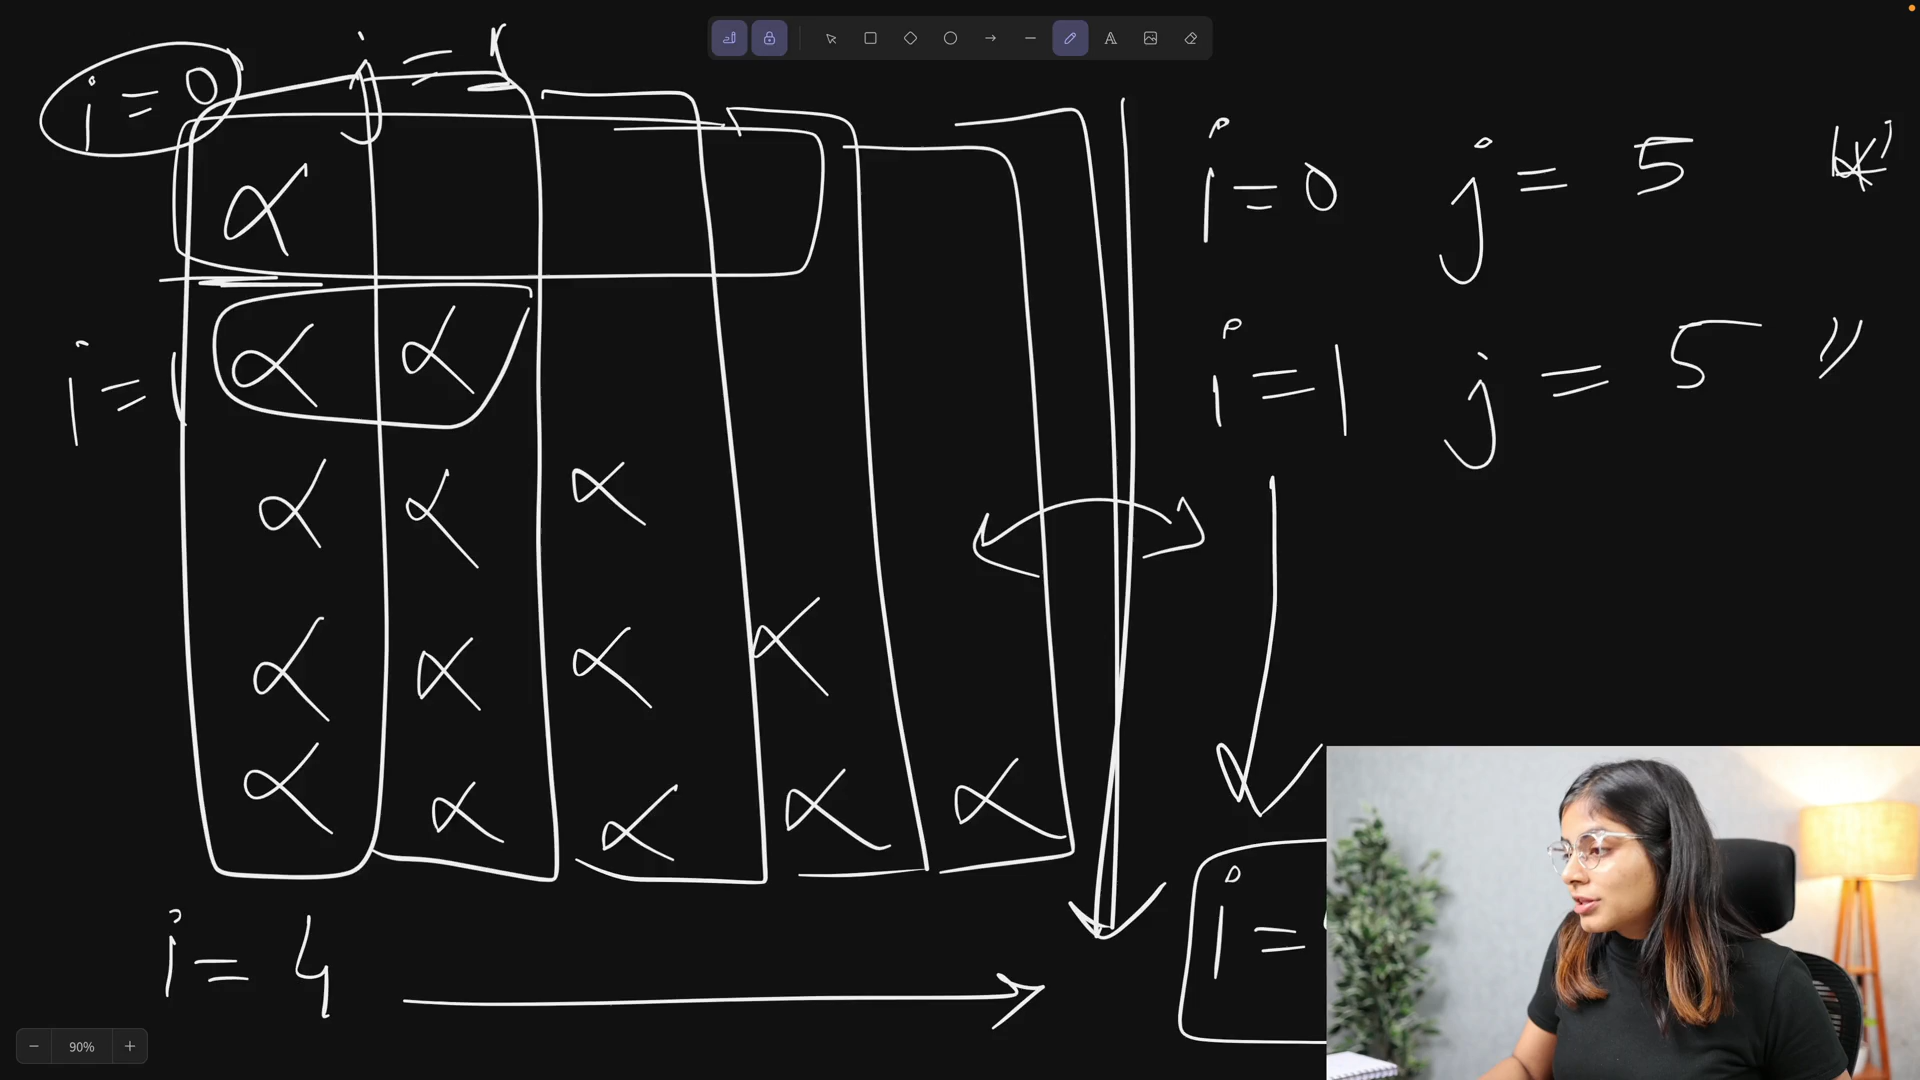 i = 0 j = 1
i = 0 j = 5
α
i = 1 j = 5 "
i = 1
α α
α α α
α α α α
α α α α α
i =
i = 4
90%